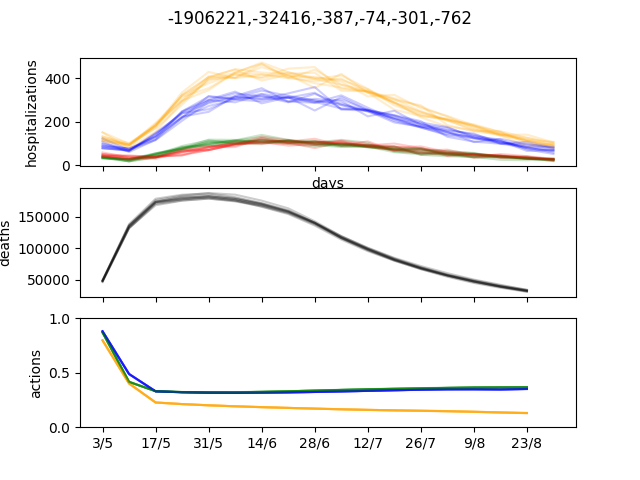 -1906221,-32416,-387,-74,-301,-762
hospitalizations
400
200
0
days
deaths
150000
100000
50000
actions
1.0
0.5
0.0
3/5 17/5 31/5 14/6 28/6 12/7 26/7 9/8 23/8